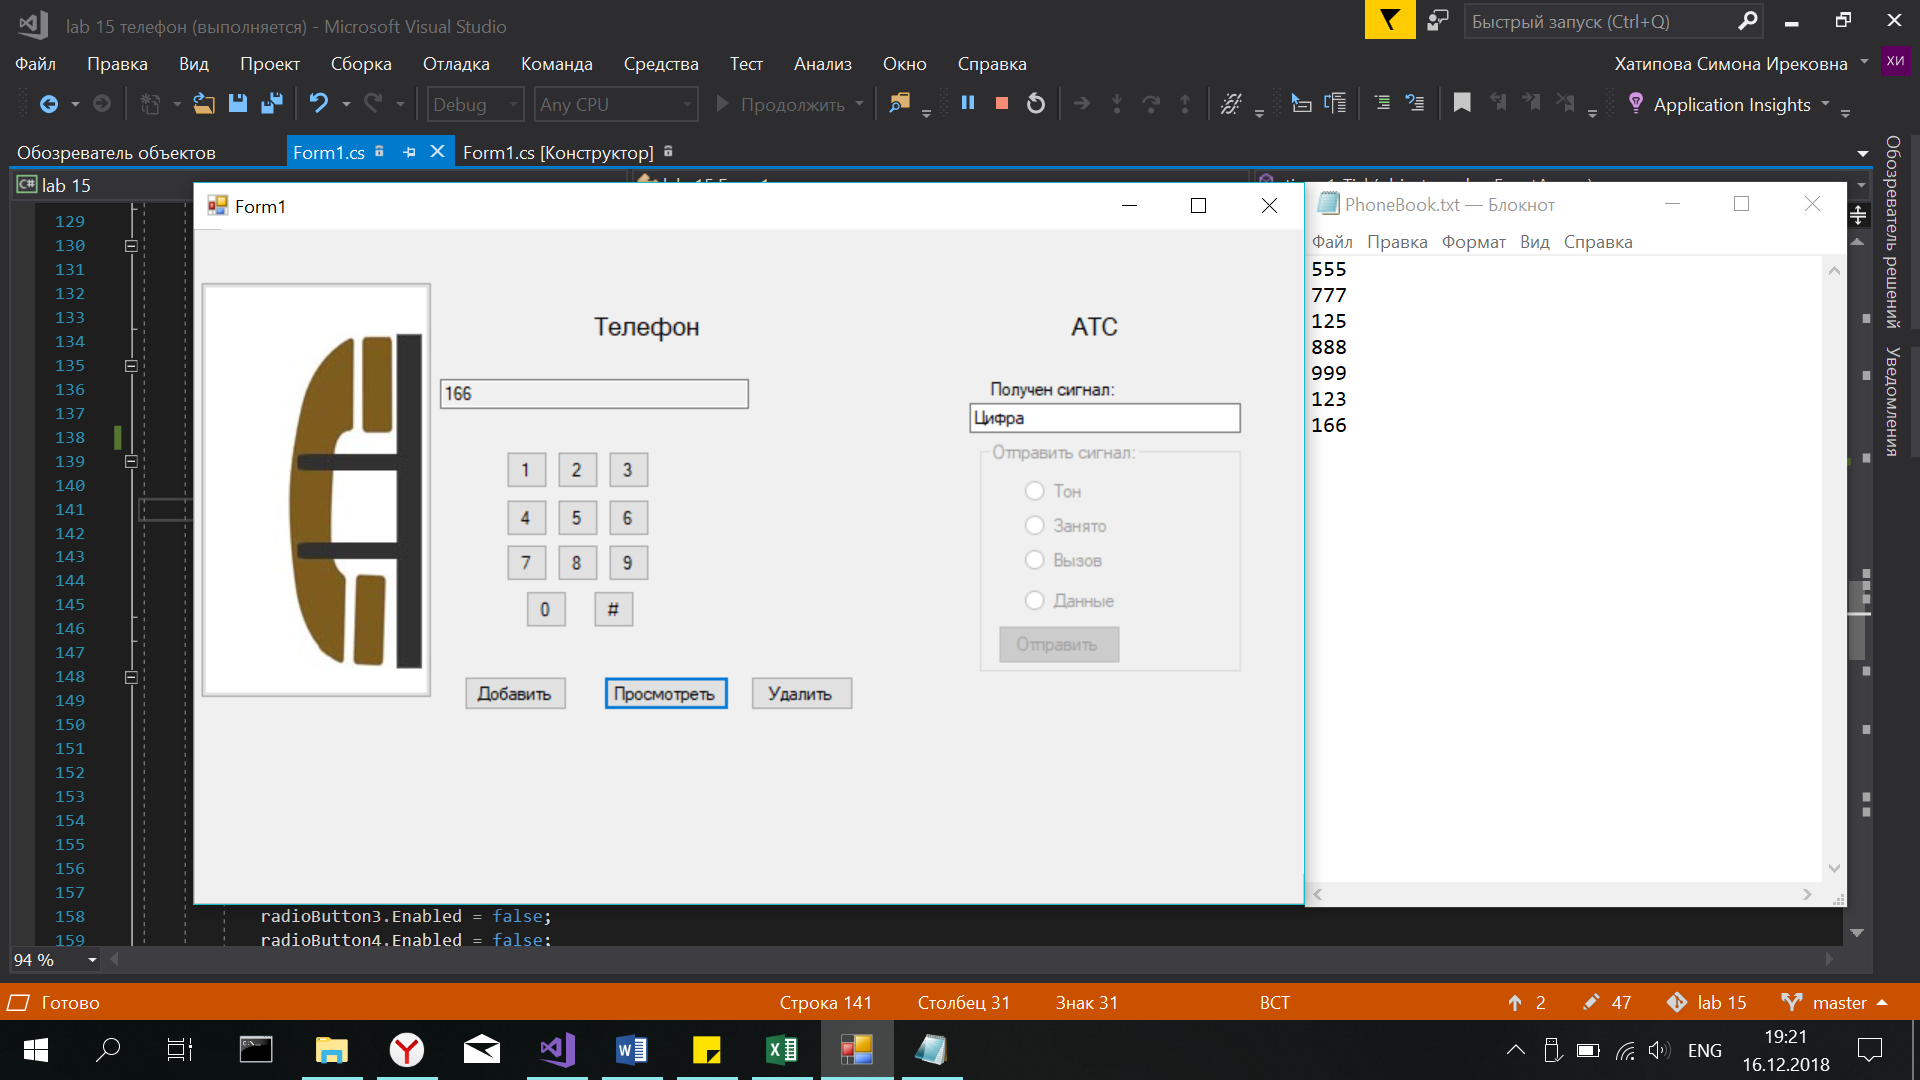 lab 15 телефон (выполняется) - Microsoft Visual Studio
Быстрый запуск (Ctrl+Q)
Файл Правка Вид Проект Сборка Отладка Команда Средства Тест Анализ Окно Справка
Хатипова Симона Ирековна ХИ
Debug Any CPU Продолжить Application Insights
Обозреватель объектов Form1.cs Form1.cs [Конструктор]
C# lab 15
Form1
129
130
131
132
133
134
135
136
137
138
139
140
141
142
143
144
145
146
147
148
149
150
151
152
153
154
155
156
157
158 radioButton3.Enabled = false;
159 radioButton4.Enabled = false;
Телефон
166
1 2 3
4 5 6
7 8 9
0 #
Добавить Просмотреть Удалить
АТС
Получен сигнал:
Цифра
Отправить сигнал:
Тон
Занято
Вызов
Данные
Отправить
PhoneBook.txt — Блокнот
Файл Правка Формат Вид Справка
555
777
125
888
999
123
166
Обозреватель решений
Уведомления
94 %
Готово Строка 141 Столбец 31 Знак 31 ВСТ 2 47 lab 15 master
ENG
19:21
16.12.2018